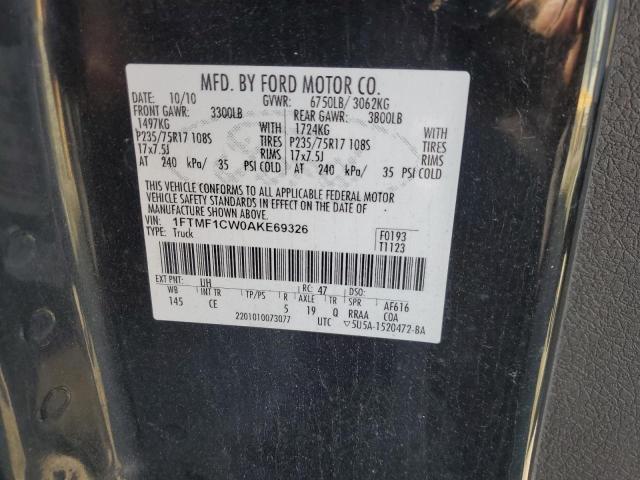 MFD. BY FORD MOTOR CO.
DATE: 10/10 GVWR: 6750LB/ 3062KG
FRONT GAWR: 3300LB REAR GAWR: 3800LB
1497KG WITH 1724KG WITH
P235/75R17 108S TIRES P235/75R17 108S TIRES
17x7.5J RIMS 17x7.5J RIMS
AT 240 kPa/ 35 PSI COLD AT 240 kPa/ 35 PSI COLD
THIS VEHICLE CONFORMS TO ALL APPLICABLE FEDERAL MOTOR
VEHICLE SAFETY STANDARDS IN EFFECT ON THE DATE OF
MANUFACTURE SHOWN ABOVE.
VIN: 1FTMF1CW0AKE69326 F0193
TYPE: Truck T1123
EXT PNT: UH RC: 47 DSO:
WB INT TR TP/PS R AXLE TR SPR AF616
145 CE 5 19 Q RRAA COA
2201010073077 UTC ▽5U5A-1520472-BA